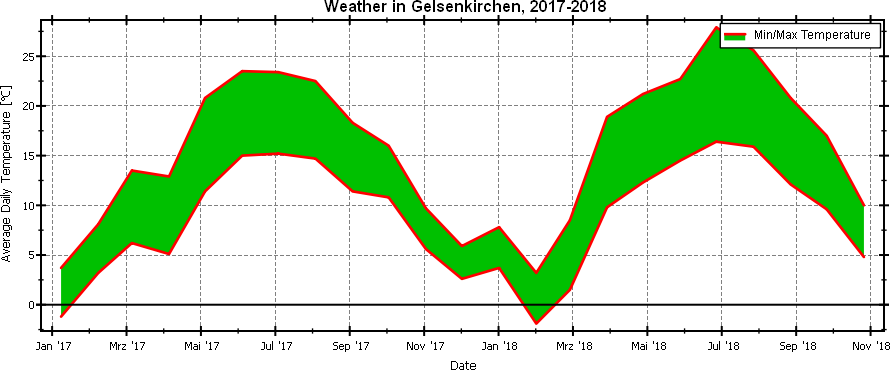 Weather in Gelsenkirchen, 2017-2018
Min/Max Temperature
Average Daily Temperature [°C]
25
20
15
10
5
0
Jan '17 Mrz '17 Mai '17 Jul '17 Sep '17 Nov '17 Jan '18 Mrz '18 Mai '18 Jul '18 Sep '18 Nov '18
Date